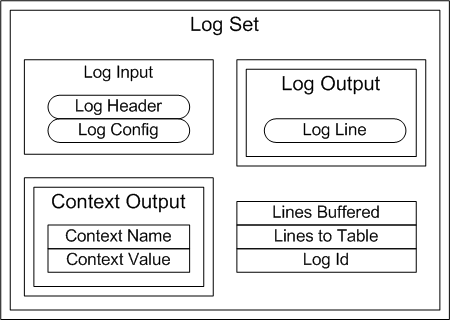 Log Set
Log Input
Log Header
Log Config
Log Output
Log Line
Context Output
Context Name
Context Value
Lines Buffered
Lines to Table
Log Id